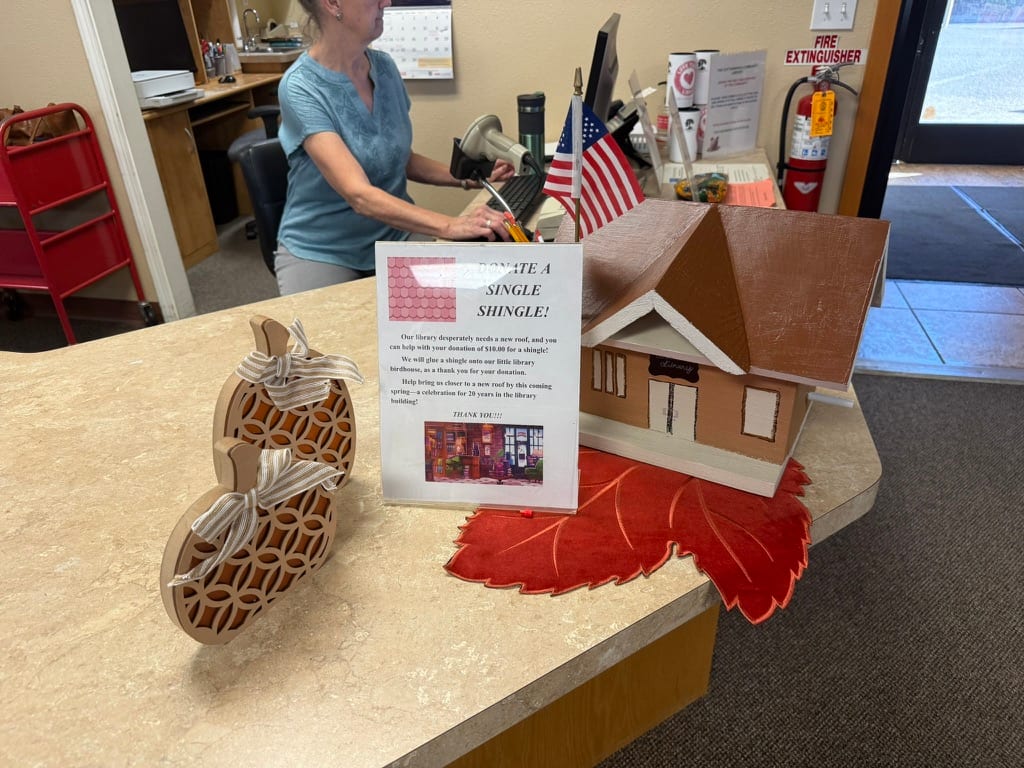 FIRE
EXTINGUISHER
DONATE A
SINGLE
SHINGLE!
Our library desperately needs a new roof, and you
can help with your donation of $10.00 for a shingle!
We will glue a shingle onto our little library
birdhouse, as a thank you for your donation.
Help bring us closer to a new roof by this coming
spring—a celebration for 20 years in the library
building!
THANK YOU!!!
Library